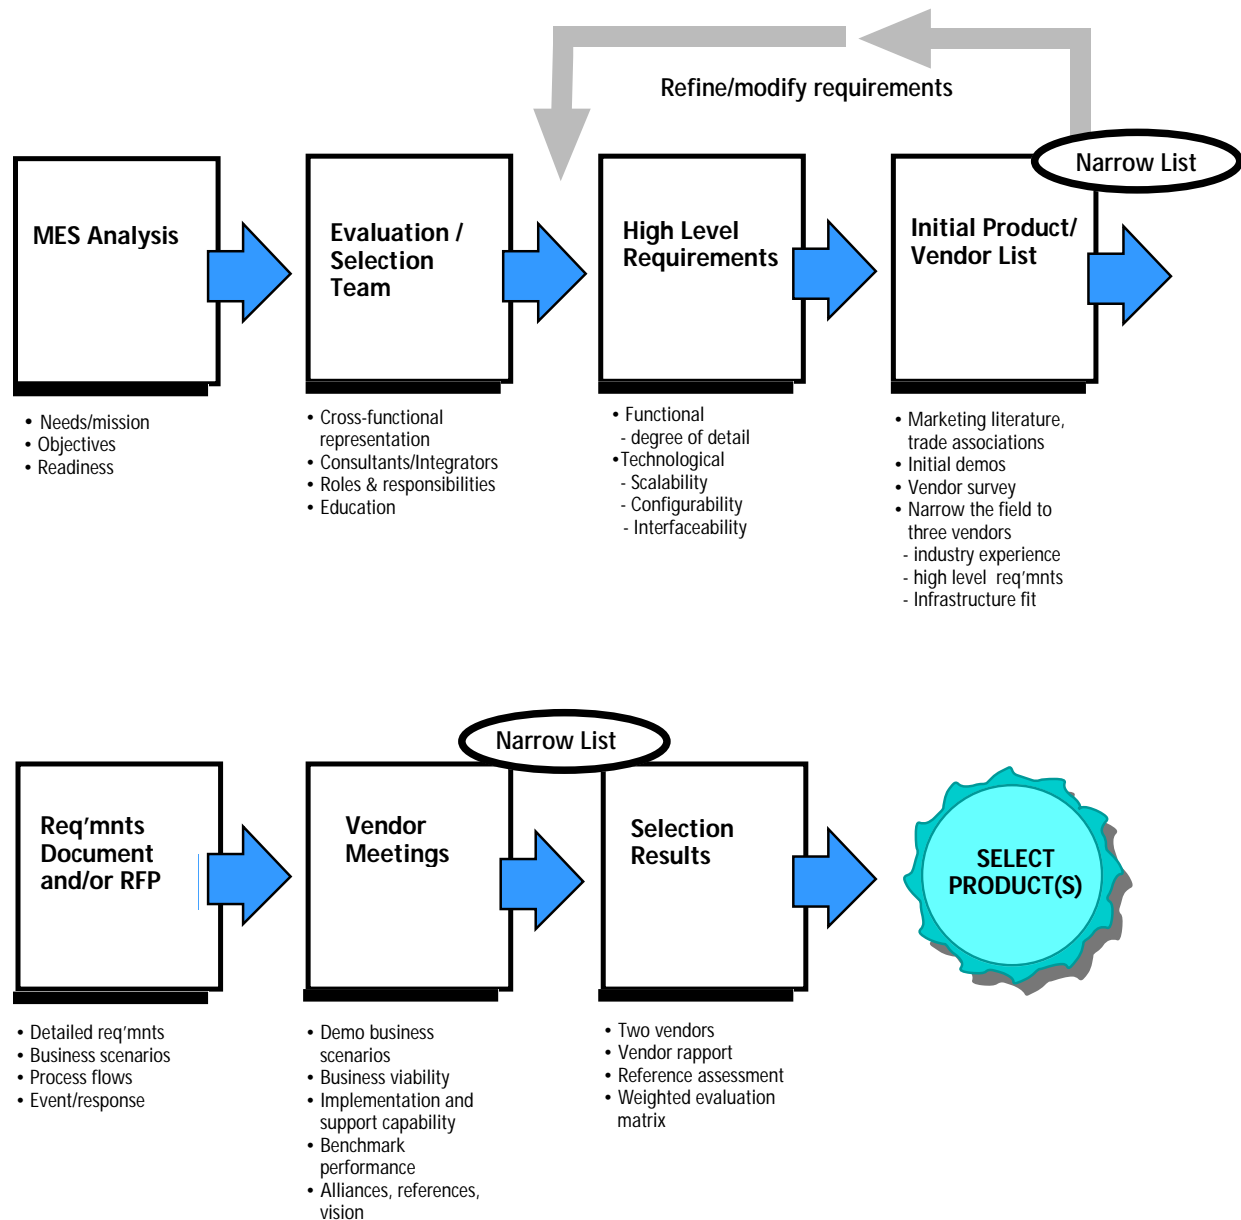 Refine/modify requirements
Narrow List
MES Analysis
Evaluation /
Selection
Team
High Level
Requirements
Initial Product/
Vendor List
• Needs/mission
• Objectives
• Readiness
• Cross-functional
representation
• Consultants/Integrators
• Roles & responsibilities
• Education
• Functional
- degree of detail
•Technological
- Scalability
- Configurability
- Interfaceability
• Marketing literature,
trade associations
• Initial demos
• Vendor survey
• Narrow the field to
three vendors
- industry experience
- high level req'mnts
- Infrastructure fit
Narrow List
Req'mnts
Document
and/or RFP
Vendor
Meetings
Selection
Results
SELECT
PRODUCT(S)
• Detailed req'mnts
• Business scenarios
• Process flows
• Event/response
• Demo business
scenarios
• Business viability
• Implementation and
support capability
• Benchmark
performance
• Alliances, references,
vision
• Two vendors
• Vendor rapport
• Reference assessment
• Weighted evaluation
matrix